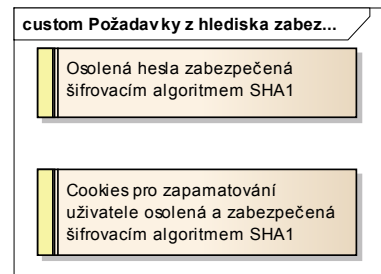 custom Požadavky z hlediska zabez...
Osolená hesla zabezpečená
šifrovacím algoritmem SHA1
Cookies pro zapamatování
uživatele osolená a zabezpečená
šifrovacím algoritmem SHA1